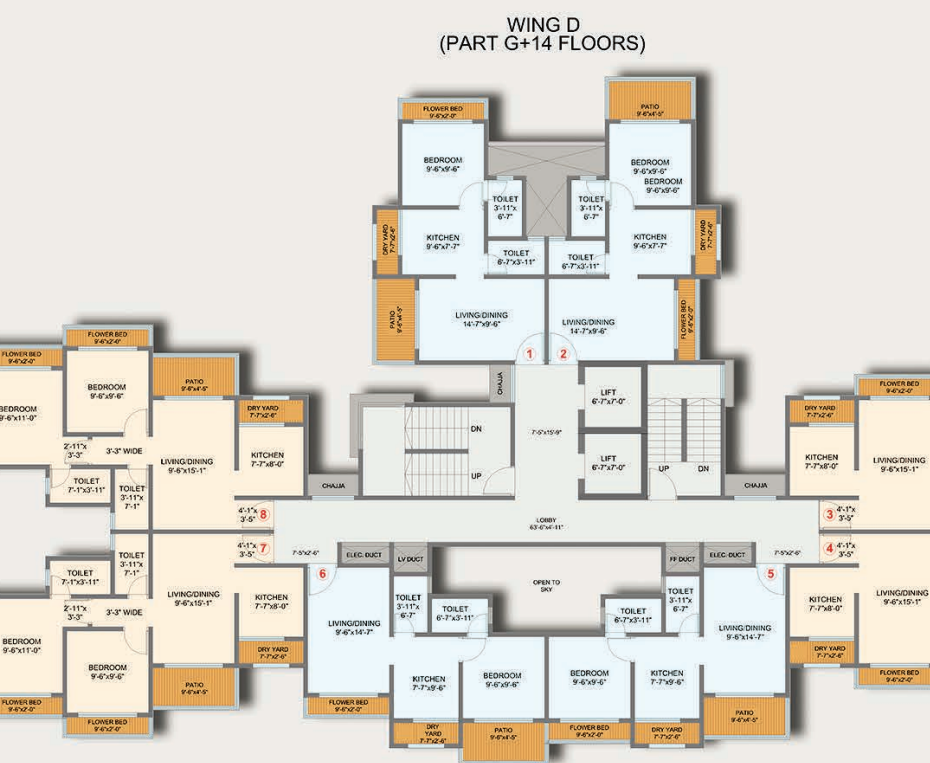 WING D
(PART G+14 FLOORS)
FLOWER BED
9'-6"x2'-0"
PATIO
9'-6"x4'-5"
BEDROOM
9'-6"x9'-6"
BEDROOM
9'-6"x9'-6"
BEDROOM
9'-6"x9'-6"
TOILET
3'-11"x
6'-7"
TOILET
3'-11"x
6'-7"
DRY YARD
7'-7"x2'-6"
KITCHEN
9'-6"x7'-7"
KITCHEN
9'-6"x7'-7"
DRY YARD
7'-7"x2'-6"
TOILET
6'-7"x3'-11"
TOILET
6'-7"x3'-11"
PATIO
9'-6"x4'-5"
LIVING/DINING
14'-7"x9'-6"
LIVING/DINING
14'-7"x9'-6"
FLOWER BED
9'-6"x2'-0"
1
2
CHAJJA
LIFT
6'-7"x7'-0"
7'-5"x15'-9"
LIFT
6'-7"x7'-0"
DN
UP
UP
DN
FLOWER BED
9'-6"x2'-0"
FLOWER BED
9'-6"x2'-0"
PATIO
9'-6"x4'-5"
BEDROOM
9'-6"x11'-0"
BEDROOM
9'-6"x9'-6"
DRY YARD
7'-7"x2'-6"
2'-11"x
3'-3"
3'-3" WIDE
LIVING/DINING
9'-6"x15'-1"
KITCHEN
7'-7"x8'-0"
TOILET
7'-1"x3'-11"
TOILET
3'-11"x
7'-1"
CHAJJA
4'-1"x
3'-5"
8
FLOWER BED
9'-6"x2'-0"
DRY YARD
7'-7"x2'-6"
KITCHEN
7'-7"x8'-0"
LIVING/DINING
9'-6"x15'-1"
CHAJJA
3
4'-1"x
3'-5"
LOBBY
63'-6"x4'-11"
4'-1"x
3'-5"
7
7'-5"x2'-6"
ELEC. DUCT
LV DUCT
FF DUCT
ELEC. DUCT
7'-5"x2'-6"
4
4'-1"x
3'-5"
OPEN TO
SKY
TOILET
3'-11"x
7'-1"
TOILET
7'-1"x3'-11"
2'-11"x
3'-3"
3'-3" WIDE
LIVING/DINING
9'-6"x15'-1"
KITCHEN
7'-7"x8'-0"
BEDROOM
9'-6"x11'-0"
BEDROOM
9'-6"x9'-6"
DRY YARD
7'-7"x2'-6"
PATIO
9'-6"x4'-5"
FLOWER BED
9'-6"x2'-0"
FLOWER BED
9'-6"x2'-0"
6
LIVING/DINING
9'-6"x14'-7"
TOILET
3'-11"x
6'-7"
TOILET
6'-7"x3'-11"
KITCHEN
7'-7"x9'-6"
BEDROOM
9'-6"x9'-6"
FLOWER BED
9'-6"x2'-0"
DRY
YARD
7'-7"x2'-6"
PATIO
9'-6"x4'-5"
5
TOILET
6'-7"x3'-11"
TOILET
3'-11"x
6'-7"
LIVING/DINING
9'-6"x14'-7"
BEDROOM
9'-6"x9'-6"
KITCHEN
7'-7"x9'-6"
FLOWER BED
9'-6"x2'-0"
DRY YARD
7'-7"x2'-6"
PATIO
9'-6"x4'-5"
KITCHEN
7'-7"x8'-0"
LIVING/DINING
9'-6"x15'-1"
DRY YARD
7'-7"x2'-6"
FLOWER BED
9'-6"x2'-0"